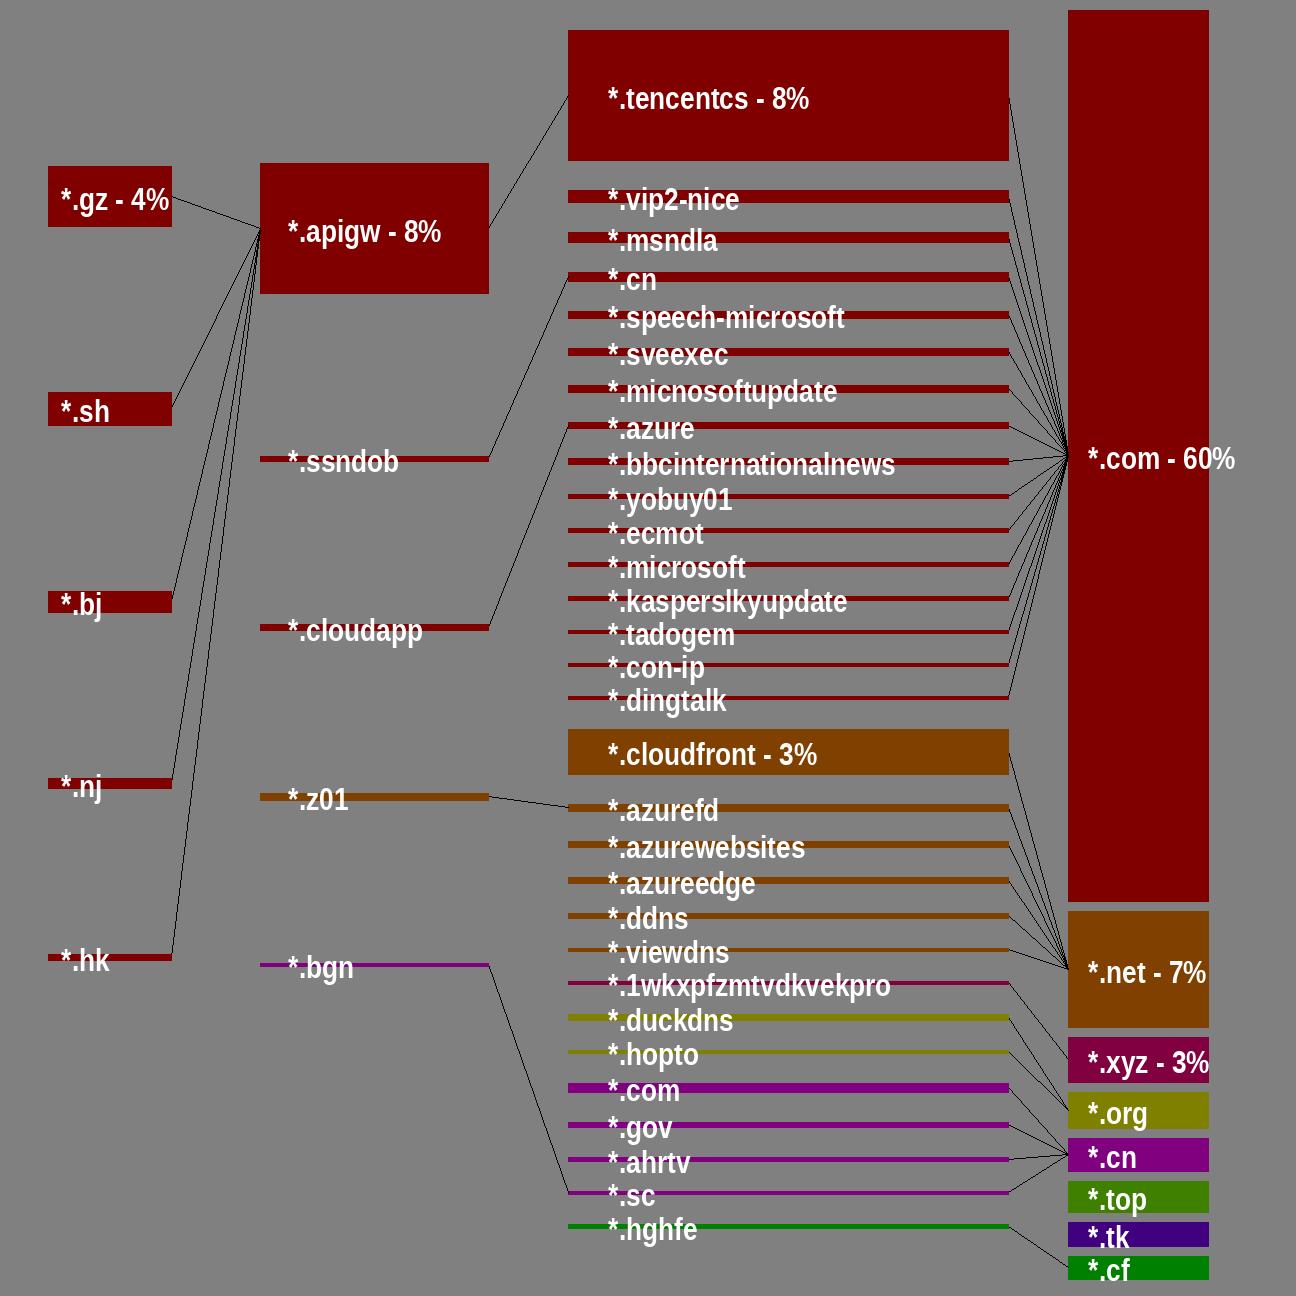 *.gz - 4%
*.sh
*.bj
*.nj
*.hk
*.apigw - 8%
*.ssndob
*.cloudapp
*.z01
*.bgn
*.tencentcs - 8%
*.vip2-nice
*.msndla
*.cn
*.speech-microsoft
*.sveexec
*.micnosoftupdate
*.azure
*.bbcinternationalnews
*.yobuy01
*.ecmot
*.microsoft
*.kasperslkyupdate
*.tadogem
*.con-ip
*.dingtalk
*.cloudfront - 3%
*.azurefd
*.azurewebsites
*.azureedge
*.ddns
*.viewdns
*.1wkxpfzmtvdkvekpro
*.duckdns
*.hopto
*.com
*.gov
*.ahrtv
*.sc
*.hghfe
*.com - 60%
*.net - 7%
*.xyz - 3%
*.org
*.cn
*.top
*.tk
*.cf